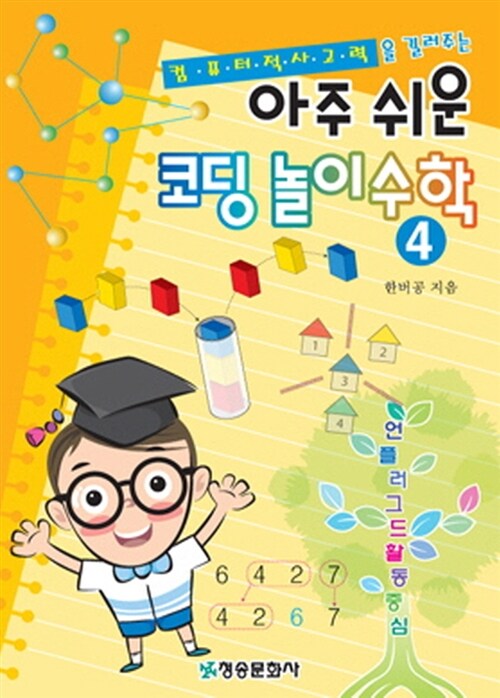 컴·퓨·터·적·사·고·력을 길러주는
아주 쉬운
코딩 놀이수학
4
한버공 지음
1
2
3
4
언플러그드활동중심
6 4 2 7
4 2 6 7
청송문화사